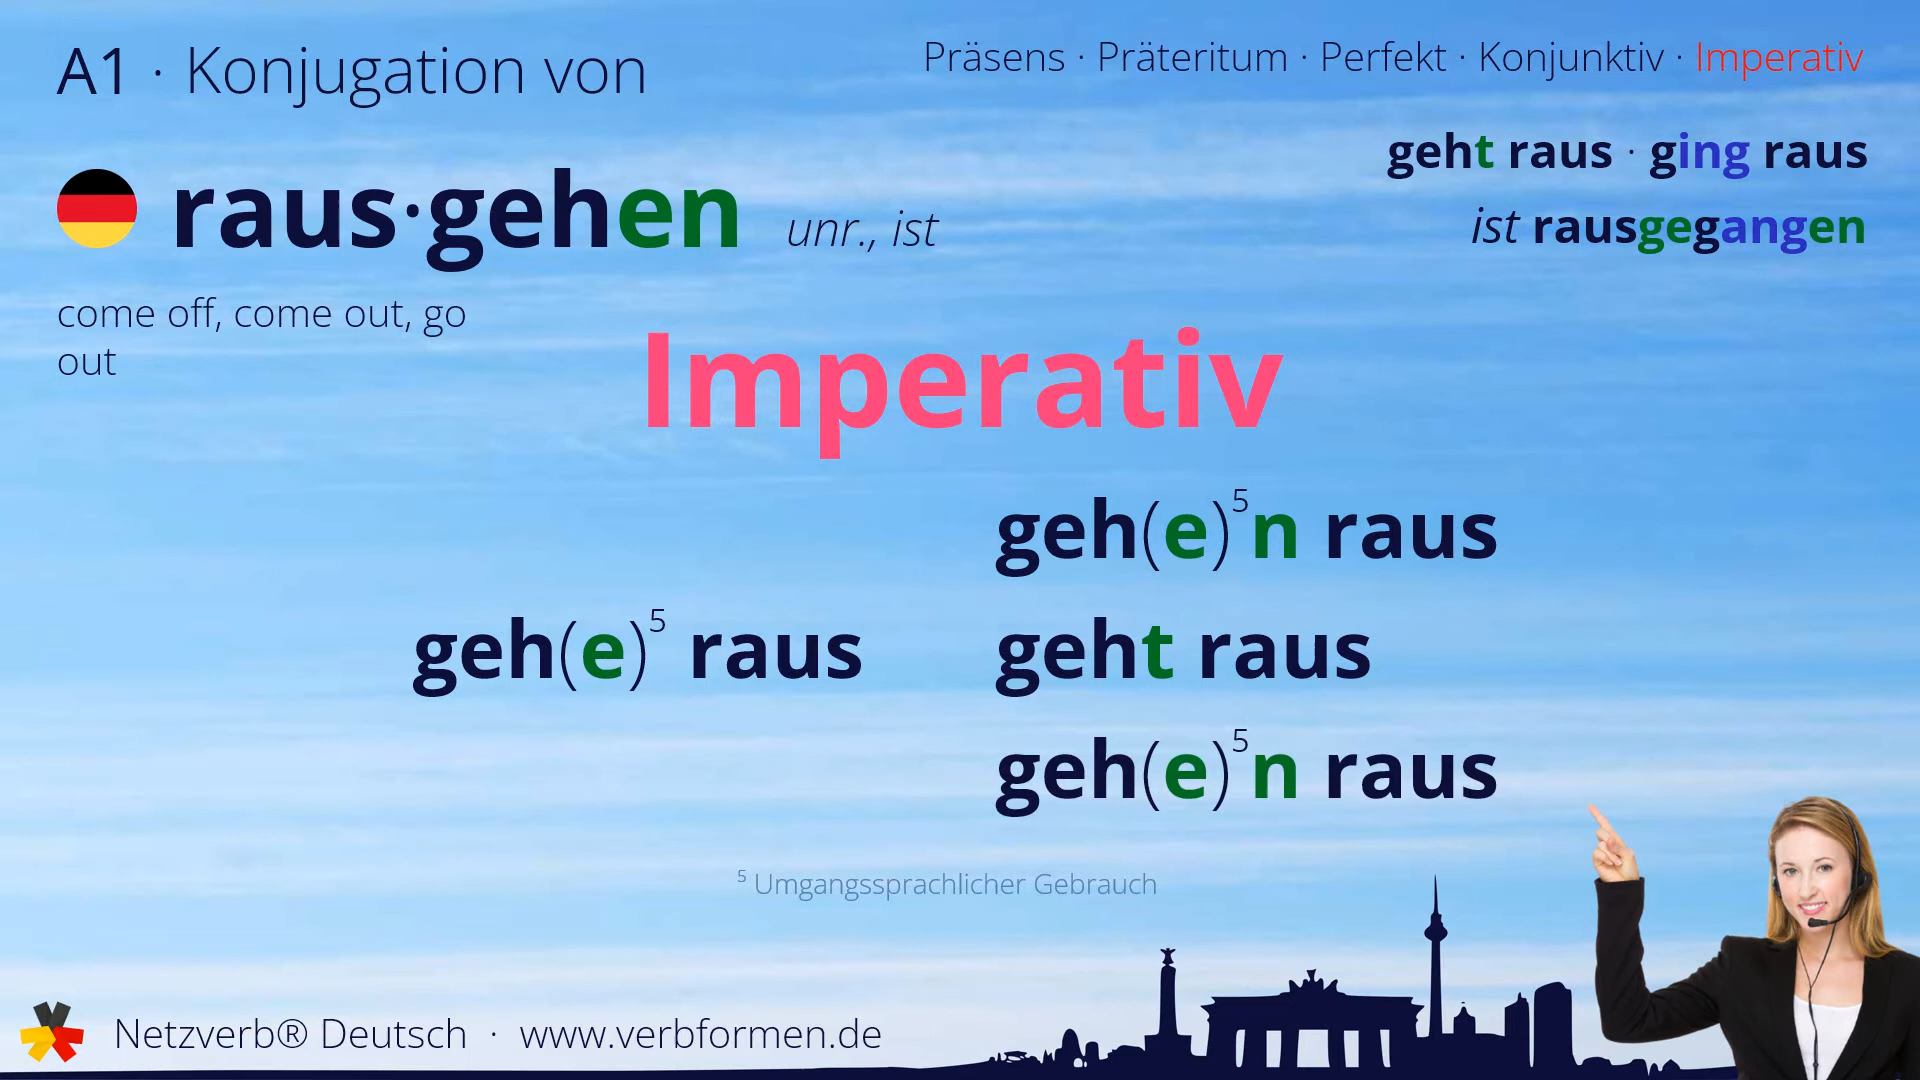 A1 · Konjugation von
Präsens · Präteritum · Perfekt · Konjunktiv · Imperativ
raus·gehen unr., ist
geht raus · ging raus
ist rausgegangen
come off, come out, go
out
Imperativ
geh(e)⁵n raus
geh(e)⁵ raus
geht raus
geh(e)⁵n raus
⁵ Umgangssprachlicher Gebrauch
Netzverb® Deutsch · www.verbformen.de